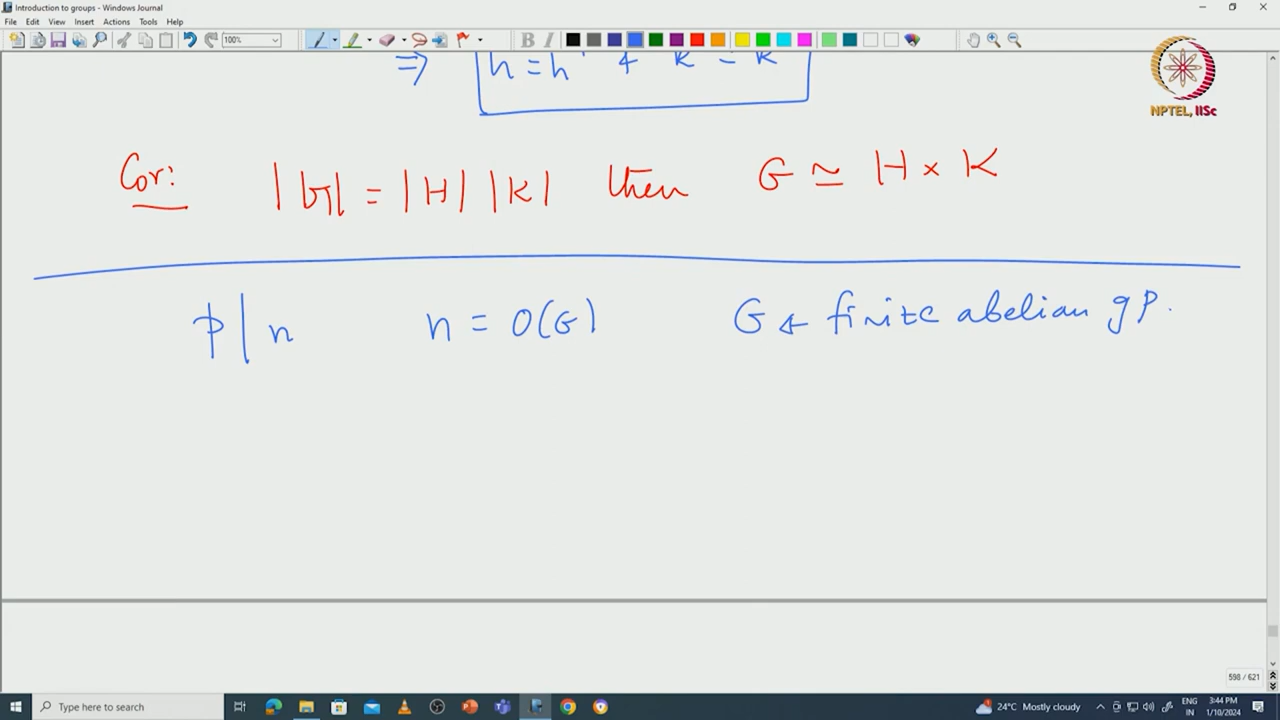 Introduction to groups - Windows Journal
File Edit View Insert Actions Tools Help
100%
B I
NPTEL, IISc
⇒ h = h' & k = k'
Cor: |G| = |H| |K| then G ≃ H × K
p | n n = O(G) G ← finite abelian gp.
598 / 621
Type here to search
24°C Mostly cloudy
ENG
IN
3:44 PM
1/10/2024